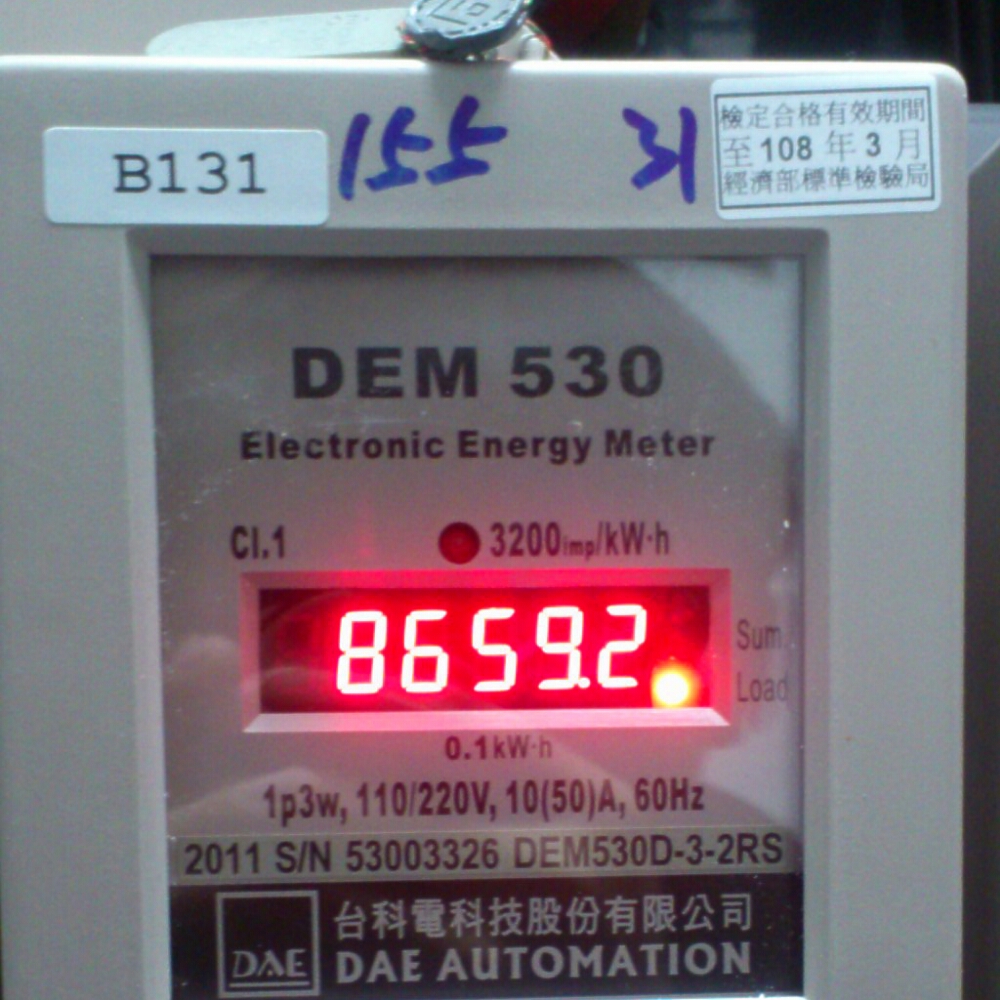 B131
155
31
檢定合格有效期間
至 108 年 3 月
經濟部標準檢驗局
DEM 530
Electronic Energy Meter
Cl.1
3200imp/kW·h
8659.2
Sum
Load
0.1kW·h
1p3w, 110/220V, 10(50)A, 60Hz
2011 S/N 53003326 DEM530D-3-2RS
DAE
台科電科技股份有限公司
DAE AUTOMATION